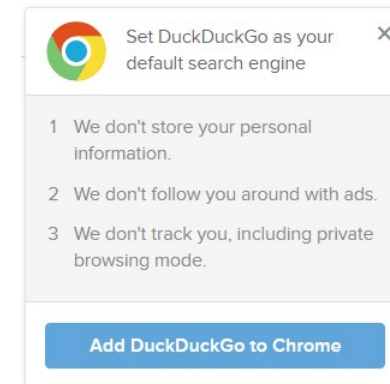 Set DuckDuckGo as your
default search engine
1 We don't store your personal
information.
2 We don't follow you around with ads.
3 We don't track you, including private
browsing mode.
Add DuckDuckGo to Chrome